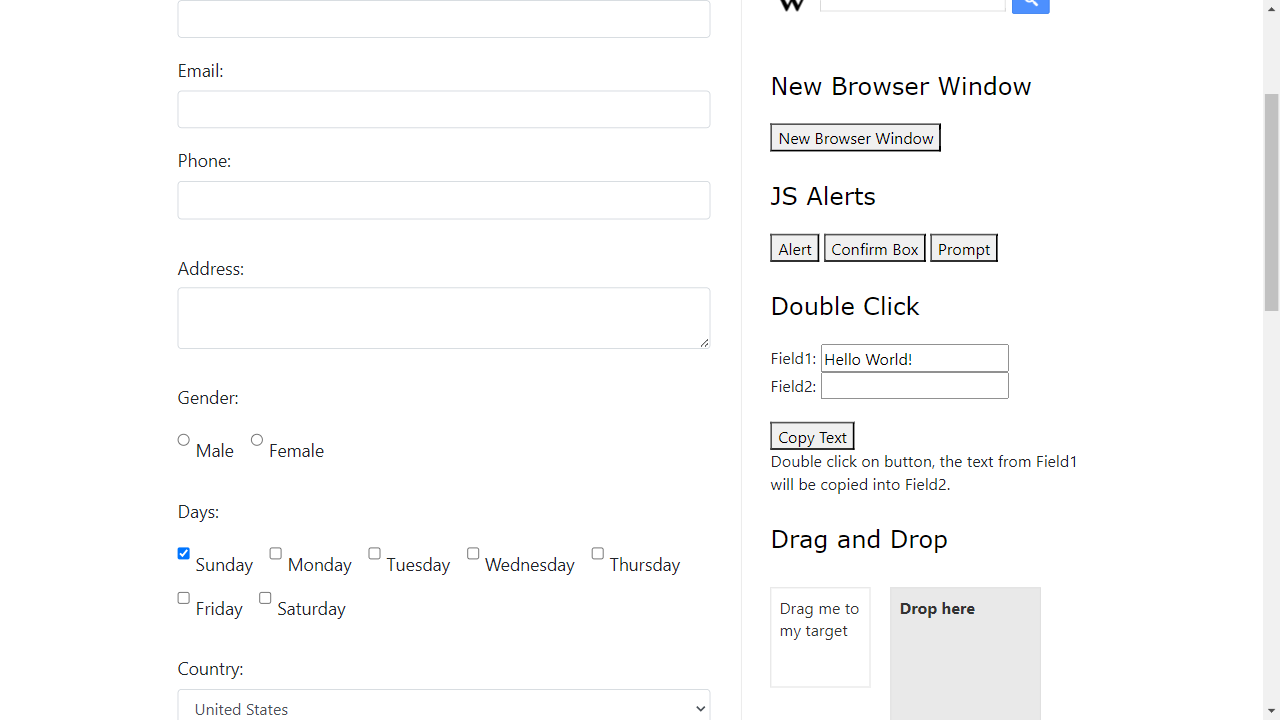 Email:
Phone:
Address:
Gender:
Male Female
Days:
Sunday Monday Tuesday Wednesday Thursday
Friday Saturday
Country:
United States
W
New Browser Window
New Browser Window
JS Alerts
Alert Confirm Box Prompt
Double Click
Field1: Hello World!
Field2:
Copy Text
Double click on button, the text from Field1
will be copied into Field2.
Drag and Drop
Drag me to
my target
Drop here